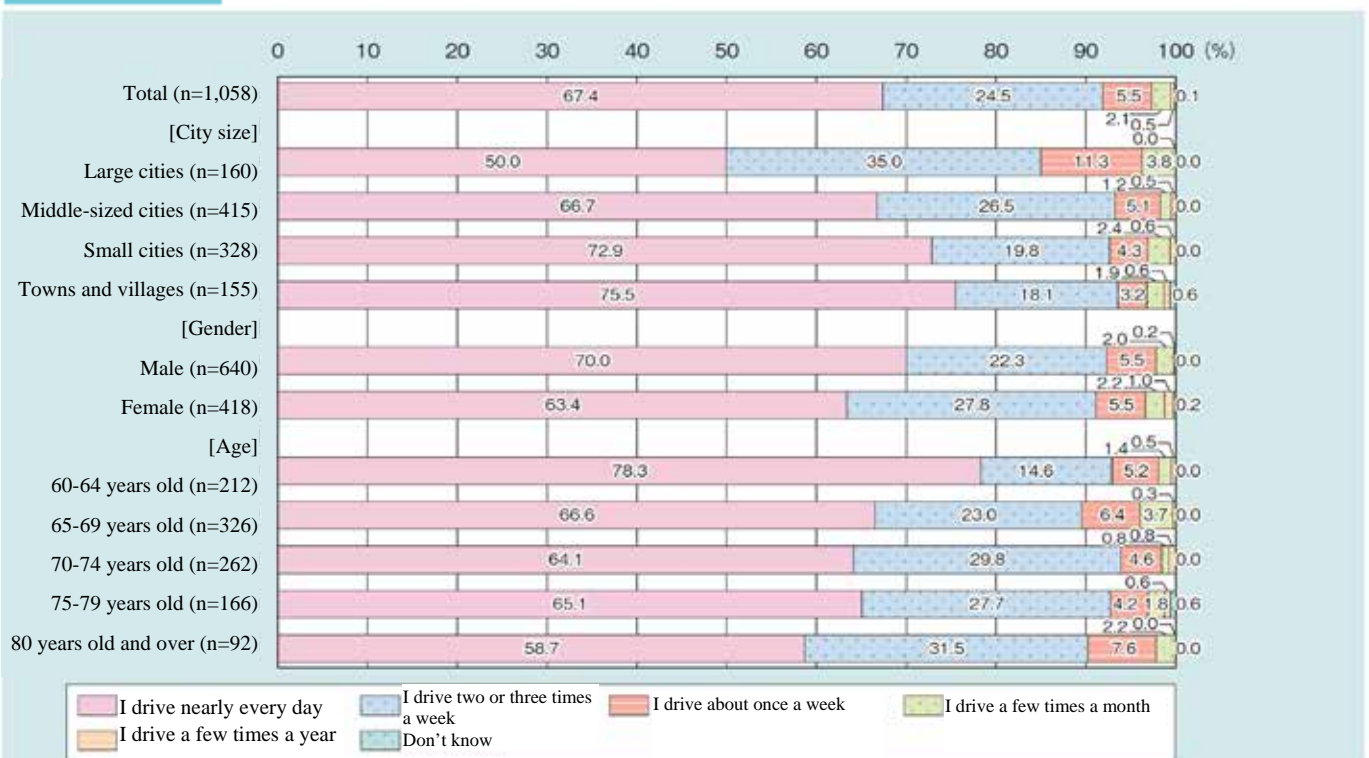 0 10 20 30 40 50 60 70 80 90 100 (%)
Total (n=1,058) 67.4 24.5 5.5 0.1
2.1 0.5
[City size] 0.0
Large cities (n=160) 50.0 35.0 11.3 3.8 0.0
1.2 0.5
Middle-sized cities (n=415) 66.7 26.5 5.1 0.0
2.4 0.6
Small cities (n=328) 72.9 19.8 4.3 0.0
1.9 0.6
Towns and villages (n=155) 75.5 18.1 3.2 0.6
[Gender] 2.0 0.2
Male (n=640) 70.0 22.3 5.5 0.0
2.2 1.0
Female (n=418) 63.4 27.8 5.5 0.2
[Age] 1.4 0.5
60-64 years old (n=212) 78.3 14.6 5.2 0.0
0.3
65-69 years old (n=326) 66.6 23.0 6.4 3.7 0.0
0.8 0.8
70-74 years old (n=262) 64.1 29.8 4.6 0.0
0.6
75-79 years old (n=166) 65.1 27.7 4.2 1.8 0.6
2.2 0.0
80 years old and over (n=92) 58.7 31.5 7.6 0.0
I drive nearly every day
I drive two or three times
a week
I drive about once a week
I drive a few times a month
I drive a few times a year
Don't know